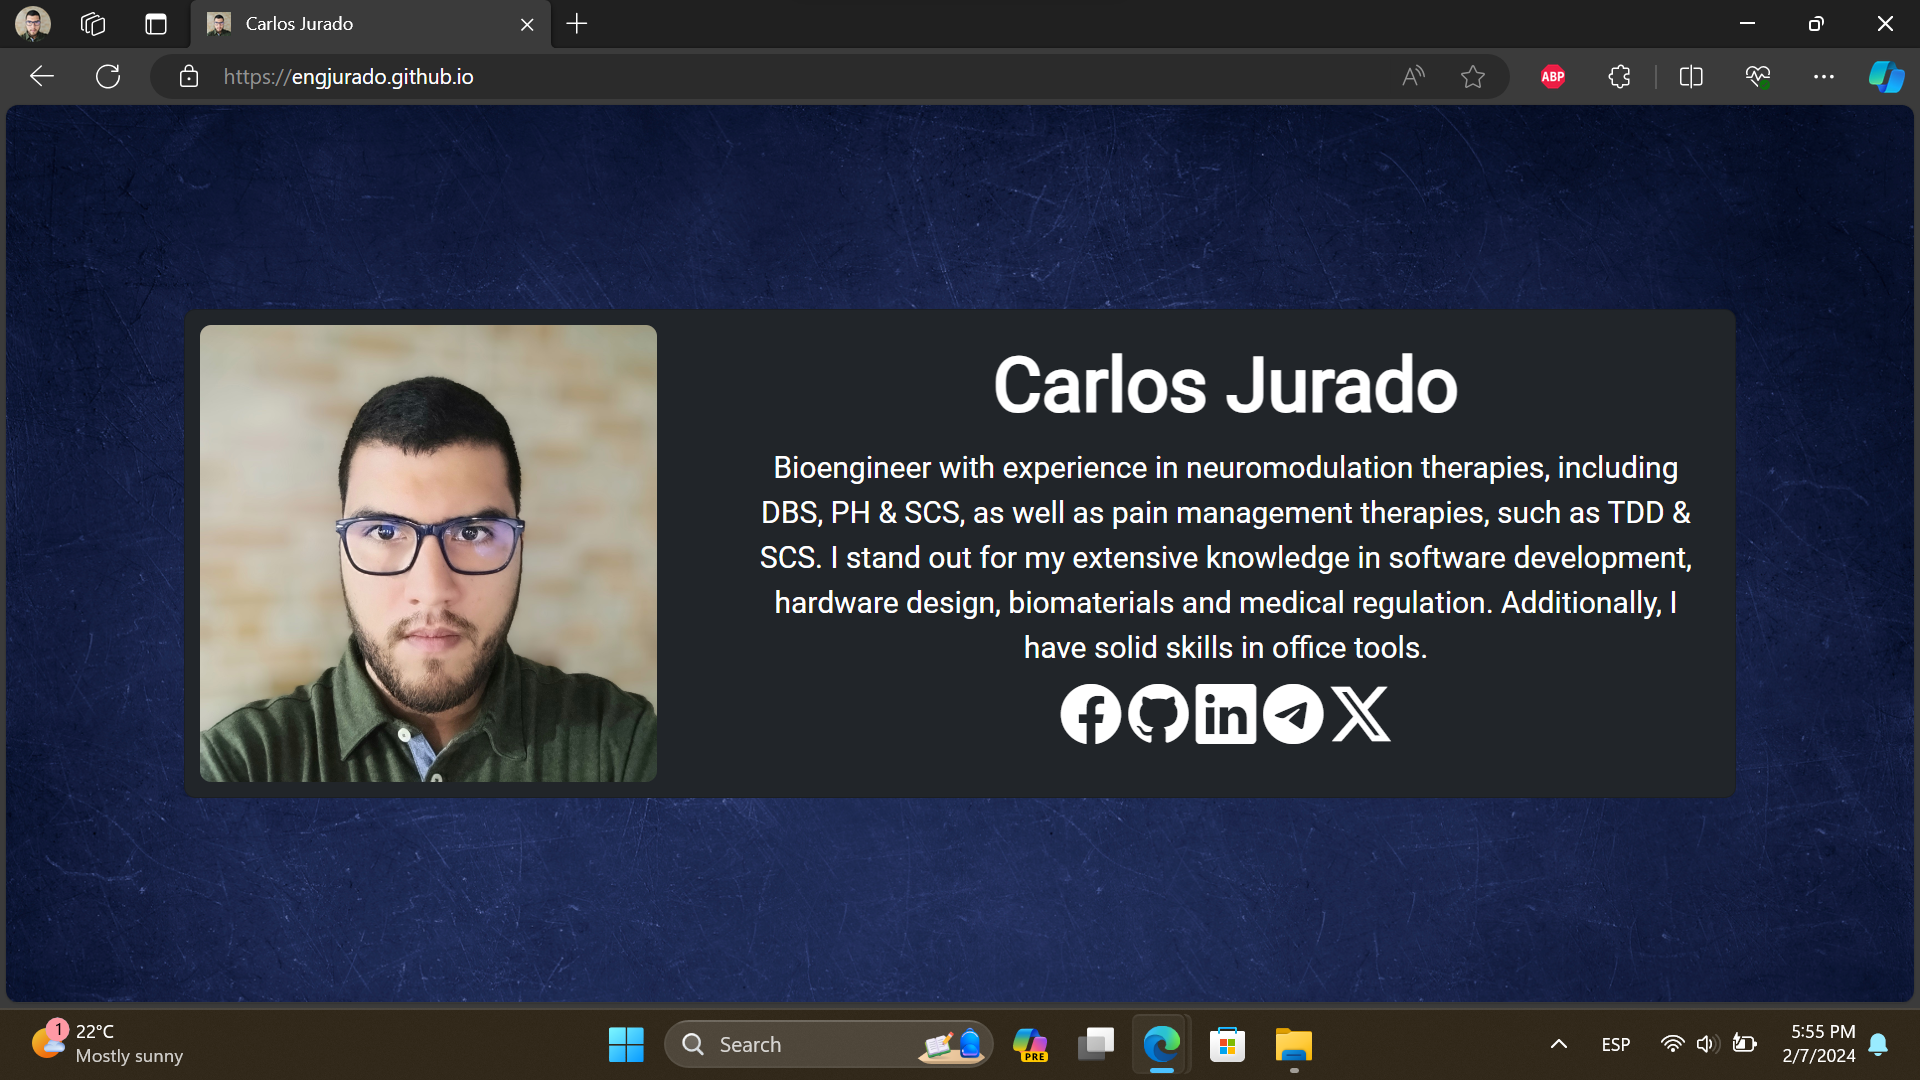 Carlos Jurado
https://engjurado.github.io
ABP
Carlos Jurado
Bioengineer with experience in neuromodulation therapies, including
DBS, PH & SCS, as well as pain management therapies, such as TDD &
SCS. I stand out for my extensive knowledge in software development,
hardware design, biomaterials and medical regulation. Additionally, I
have solid skills in office tools.
1
22°C
Mostly sunny
Search
PRE
ESP
5:55 PM
2/7/2024